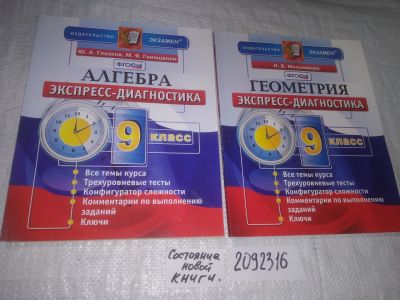 ИЗДАТЕЛЬСТВО ЭКЗАМЕН®
Ю. А. Глазков, М. Я. Гаиашвили
ФГОС
АЛГЕБРА
ЭКСПРЕСС-ДИАГНОСТИКА
9 класс
Все темы курса
Трехуровневые тесты
Конфигуратор сложности
Комментарии по выполнению
заданий
Ключи
ИЗДАТЕЛЬСТВО ЭКЗАМЕН®
Н. Б. Мельникова
ФГОС
ГЕОМЕТРИЯ
ЭКСПРЕСС-ДИАГНОСТИКА
9 класс
Все темы курса
Трехуровневые тесты
Конфигуратор сложности
Комментарии по выполнению
заданий
Ключи
Состояние
новой
книги.
2092316